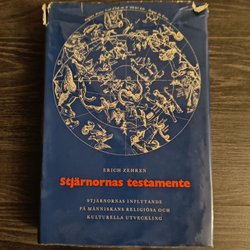 ERICH ZEHREN
Stjärnornas testamente
STJÄRNORNAS INFLYTANDE
PÅ MÄNNISKANS RELIGIÖSA OCH
KULTURELLA UTVECKLING